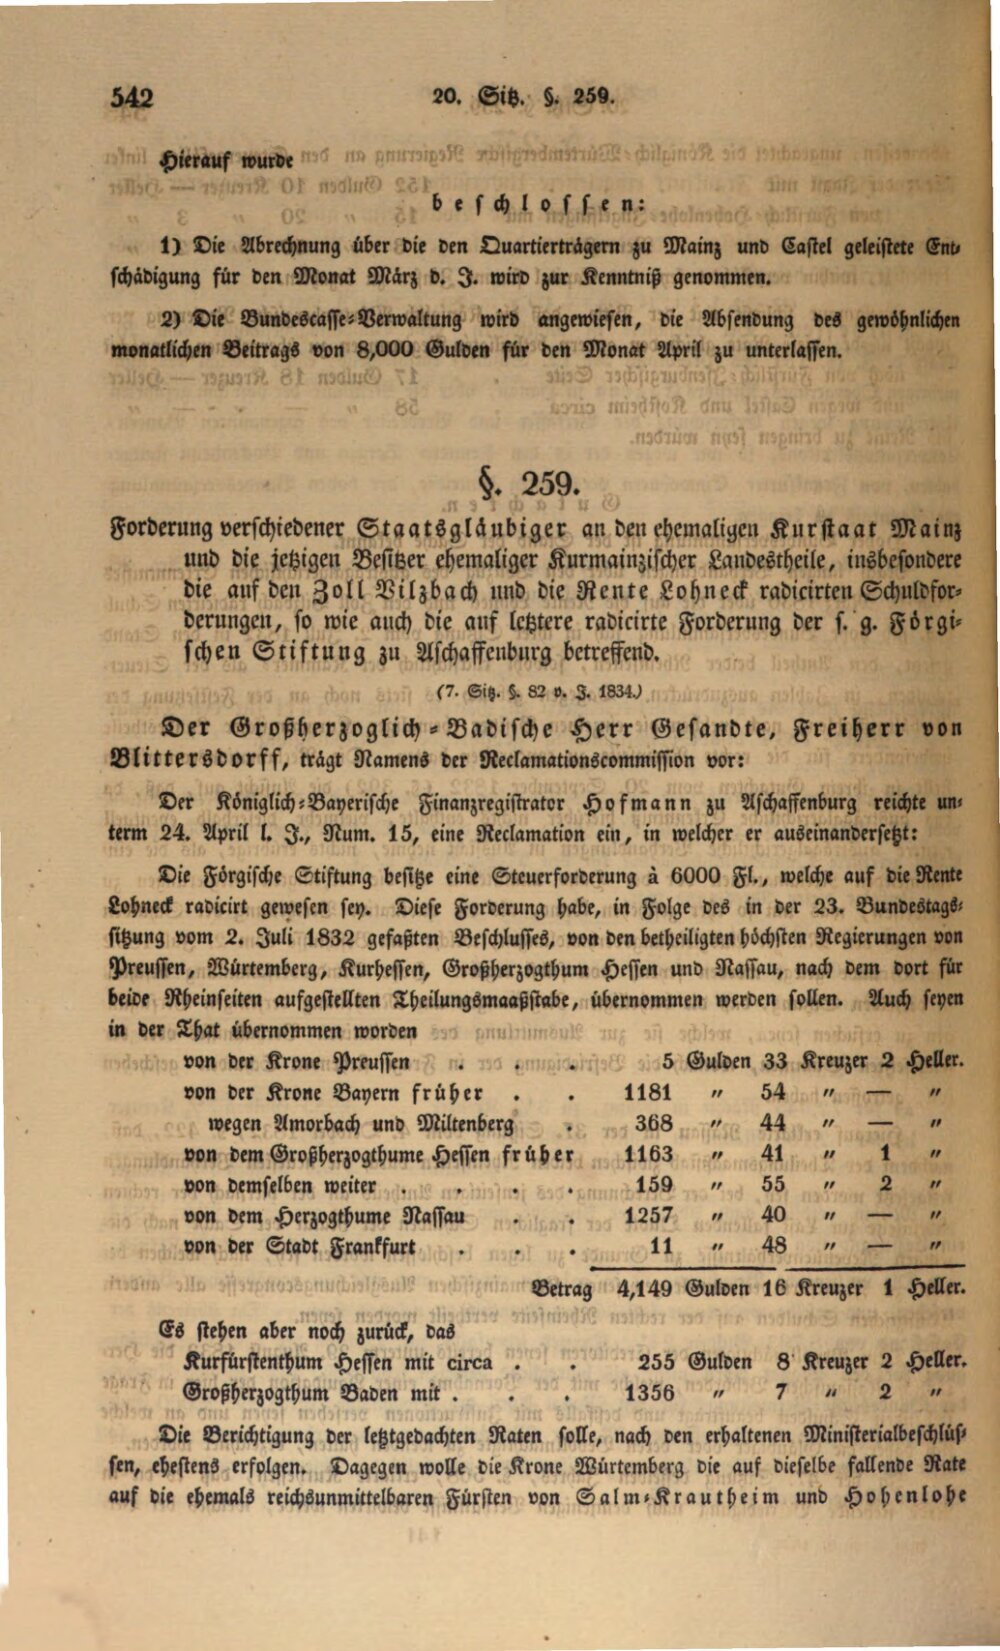 542 20. Sitz. §. 259.
Hierauf wurde
beschlossen:
1) Die Abrechnung über die den Quartierträgern zu Mainz und Castel geleistete Ent-
schädigung für den Monat März d. J. wird zur Kenntniß genommen.
2) Die Bundescasse-Verwaltung wird angewiesen, die Absendung des gewöhnlichen
monatlichen Beitrags von 8,000 Gulden für den Monat April zu unterlassen.
§. 259.
Forderung verschiedener Staatsgläubiger an den ehemaligen Kurstaat Mainz
und die jetzigen Besitzer ehemaliger Kurmainzischer Landestheile, insbesondere
die auf den Zoll Vilzbach und die Rente Lohneck radicirten Schuldfor-
derungen, so wie auch die auf letztere radicirte Forderung der s. g. Förgi-
schen Stiftung zu Aschaffenburg betreffend.
(7. Sitz. §. 82 v. J. 1834.)
Der Großherzoglich-Badische Herr Gesandte, Freiherr von
Blittersdorff, trägt Namens der Reclamationscommission vor:
Der Königlich-Bayerische Finanzregistrator Hofmann zu Aschaffenburg reichte un-
term 24. April l. J., Num. 15, eine Reclamation ein, in welcher er auseinandersetzt:
Die Förgische Stiftung besitze eine Steuerforderung à 6000 Fl., welche auf die Rente
Lohneck radicirt gewesen sey. Diese Forderung habe, in Folge des in der 23. Bundestags-
sitzung vom 2. Juli 1832 gefaßten Beschlusses, von den betheiligten höchsten Regierungen von
Preussen, Würtemberg, Kurhessen, Großherzogthum Hessen und Nassau, nach dem dort für
beide Rheinseiten aufgestellten Theilungsmaaßstabe, übernommen werden sollen. Auch seyen
in der That übernommen worden
von der Krone Preussen . . . 5 Gulden 33 Kreuzer 2 Heller.
von der Krone Bayern früher . . 1181 " 54 " — "
wegen Amorbach und Miltenberg . 368 " 44 " — "
von dem Großherzogthume Hessen früher 1163 " 41 " 1 "
von demselben weiter . . . . 159 " 55 " 2 "
von dem Herzogthume Nassau . . 1257 " 40 " — "
von der Stadt Frankfurt . . . 11 " 48 " — "
Betrag 4,149 Gulden 16 Kreuzer 1 Heller.
Es stehen aber noch zurück, das
Kurfürstenthum Hessen mit circa . . 255 Gulden 8 Kreuzer 2 Heller.
Großherzogthum Baden mit . . . 1356 " 7 " 2 "
Die Berichtigung der letztgedachten Raten solle, nach den erhaltenen Ministerialbeschlüs-
sen, ehestens erfolgen. Dagegen wolle die Krone Würtemberg die auf dieselbe fallende Rate
auf die ehemals reichsunmittelbaren Fürsten von Salm-Krautheim und Hohenlohe